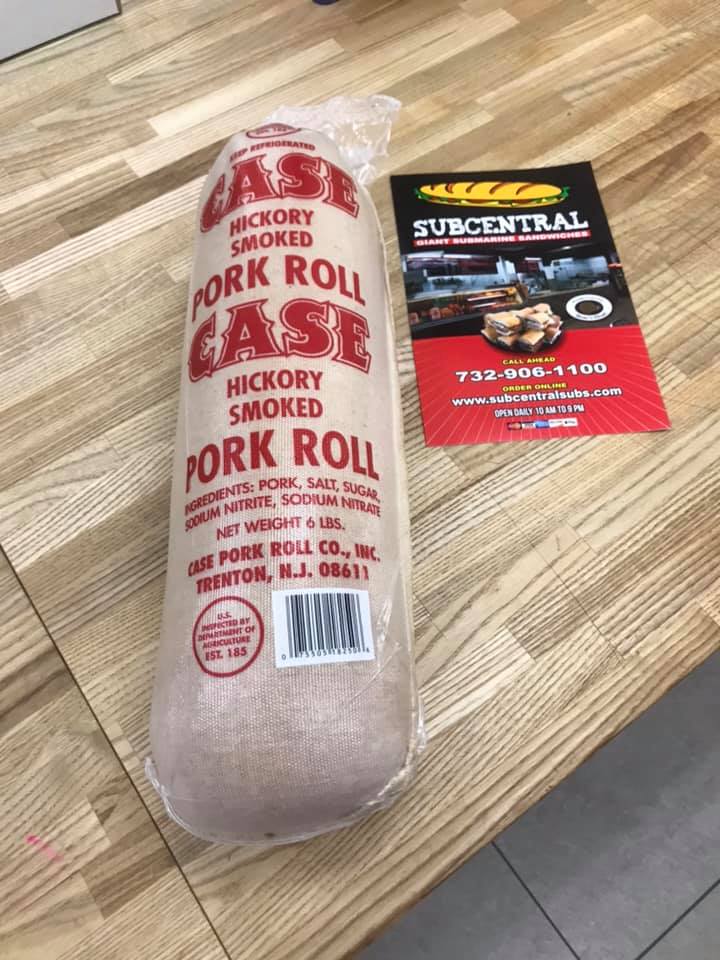 KEEP REFRIGERATED
CASE
HICKORY
SMOKED
PORK ROLL
CASE
HICKORY
SMOKED
PORK ROLL
INGREDIENTS: PORK, SALT, SUGAR,
SODIUM NITRITE, SODIUM NITRATE
NET WEIGHT 6 LBS.
CASE PORK ROLL CO., INC.
TRENTON, N.J. 08611
U.S.
INSPECTED BY
DEPARTMENT OF
AGRICULTURE
EST. 185
SUBCENTRAL
GIANT SUBMARINE SANDWICHES
CALL AHEAD
732-906-1100
ORDER ONLINE
www.subcentralsubs.com
OPEN DAILY 10 AM TO 9 PM